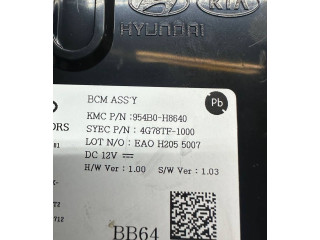 KIA
HYUNDAI
BCM ASS'Y
Pb
KMC P/N : 954B0-H8640
ORS
SYEC P/N : 4G78TF-1000
LOT N/O : EAO H205 5007
DC 12V
H/W Ver : 1.00 S/W Ver : 1.03
BB64